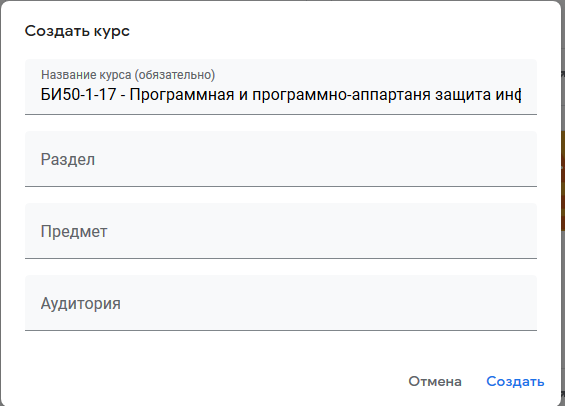 Создать курс
Название курса (обязательно)
БИ50-1-17 - Программная и программно-аппартаня защита инф
Раздел
Предмет
Аудитория
Отмена Создать